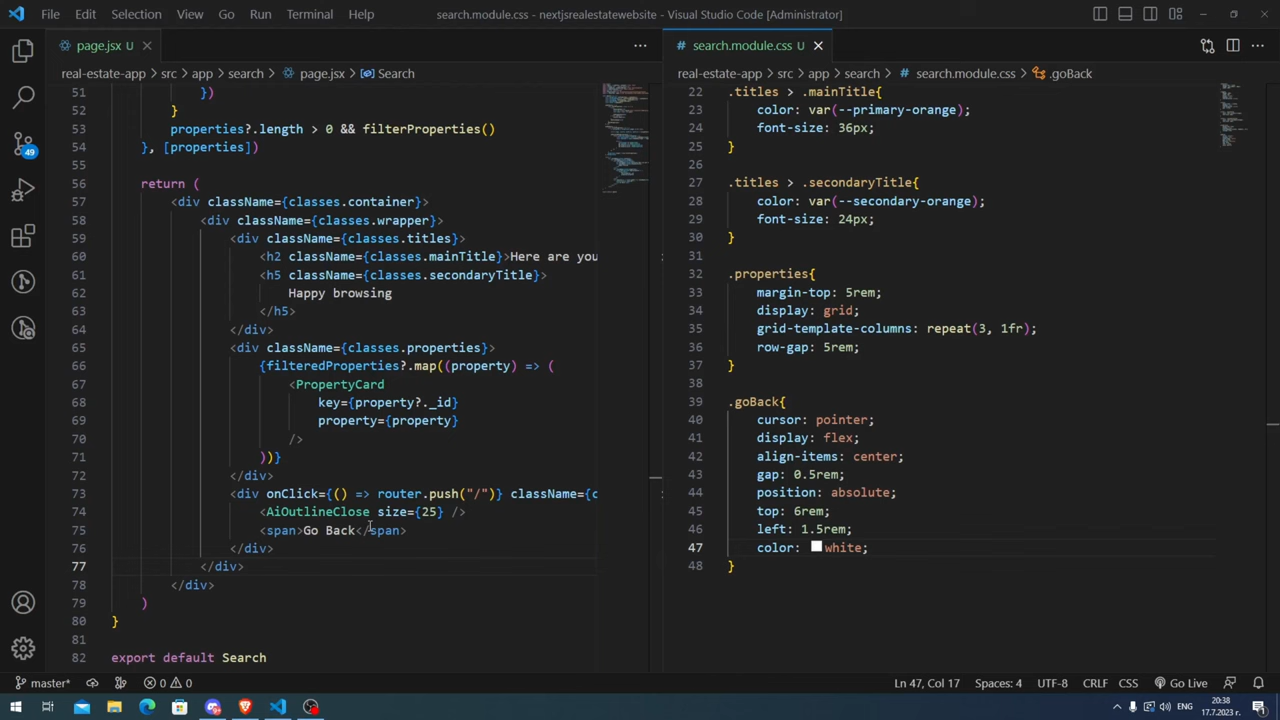 File Edit Selection View Go Run Terminal Help
search.module.css - nextjsrealestatewebsite - Visual Studio Code [Administrator]
page.jsx U
real-estate-app > src > app > search > page.jsx > Search
51 })
52 }
53 properties?.length > 0 && filterProperties()
54 }, [properties])
55
56 return (
57 <div className={classes.container}>
58 <div className={classes.wrapper}>
59 <div className={classes.titles}>
60 <h2 className={classes.mainTitle}>Here are you
61 <h5 className={classes.secondaryTitle}>
62 Happy browsing
63 </h5>
64 </div>
65 <div className={classes.properties}>
66 {filteredProperties?.map((property) => (
67 <PropertyCard
68 key={property?._id}
69 property={property}
70 />
71 ))}
72 </div>
73 <div onClick={() => router.push("/")} className={c
74 <AiOutlineClose size={25} />
75 <span>Go Back</span>
76 </div>
77 </div>
78 </div>
79 )
80 }
81
82 export default Search
# search.module.css U
real-estate-app > src > app > search > # search.module.css > .goBack
22 .titles > .mainTitle{
23 color: var(--primary-orange);
24 font-size: 36px;
25 }
26
27 .titles > .secondaryTitle{
28 color: var(--secondary-orange);
29 font-size: 24px;
30 }
31
32 .properties{
33 margin-top: 5rem;
34 display: grid;
35 grid-template-columns: repeat(3, 1fr);
36 row-gap: 5rem;
37 }
38
39 .goBack{
40 cursor: pointer;
41 display: flex;
42 align-items: center;
43 gap: 0.5rem;
44 position: absolute;
45 top: 6rem;
46 left: 1.5rem;
47 color: white;
48 }
49
master* 0 0
Ln 47, Col 17 Spaces: 4 UTF-8 CRLF CSS Go Live
ENG
20:38
17.7.2023 г.